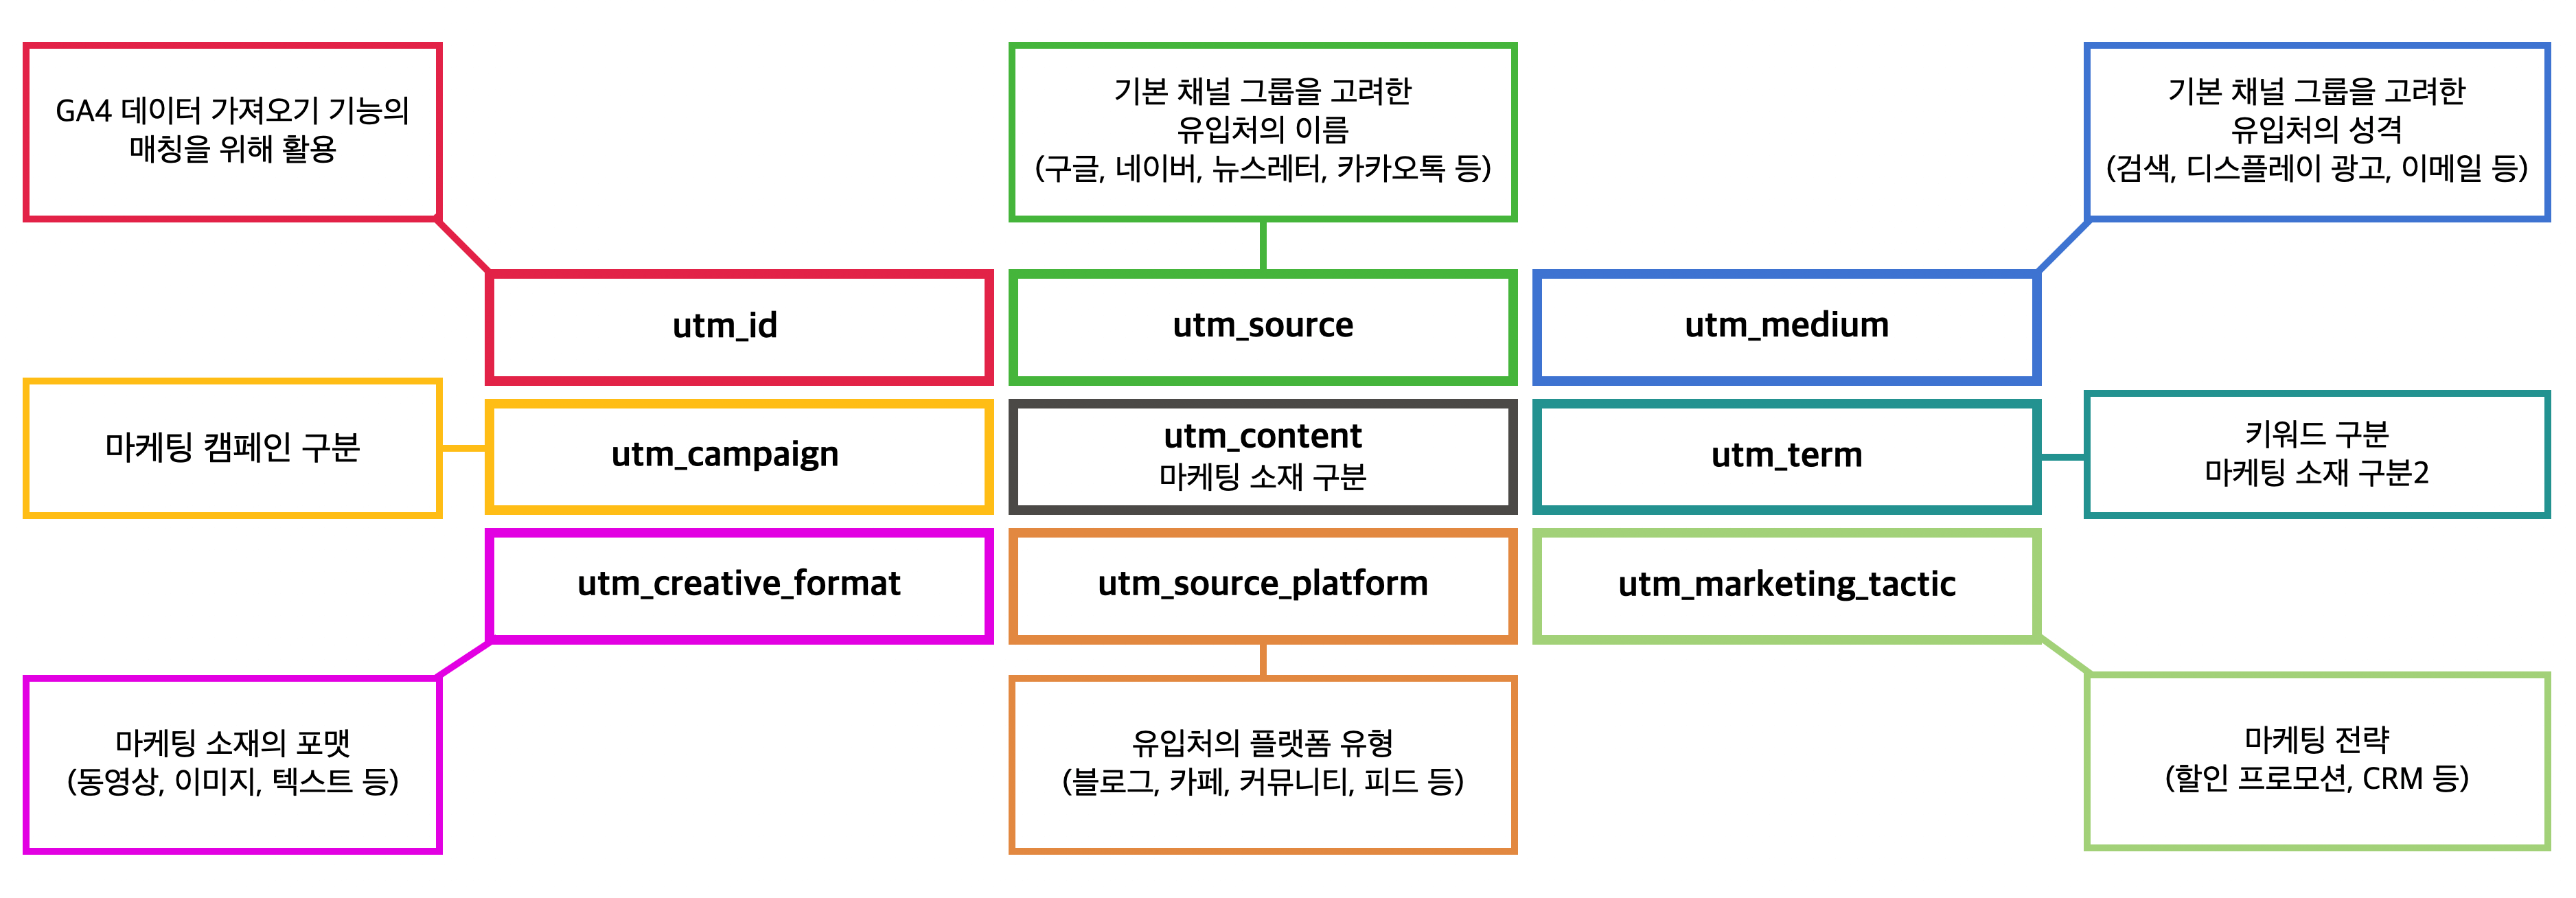 GA4 데이터 가져오기 기능의
매칭을 위해 활용
기본 채널 그룹을 고려한
유입처의 이름
(구글, 네이버, 뉴스레터, 카카오톡 등)
기본 채널 그룹을 고려한
유입처의 성격
(검색, 디스플레이 광고, 이메일 등)
utm_id
utm_source
utm_medium
마케팅 캠페인 구분
utm_campaign
utm_content
마케팅 소재 구분
utm_term
키워드 구분
마케팅 소재 구분2
utm_creative_format
utm_source_platform
utm_marketing_tactic
마케팅 소재의 포맷
(동영상, 이미지, 텍스트 등)
유입처의 플랫폼 유형
(블로그, 카페, 커뮤니티, 피드 등)
마케팅 전략
(할인 프로모션, CRM 등)